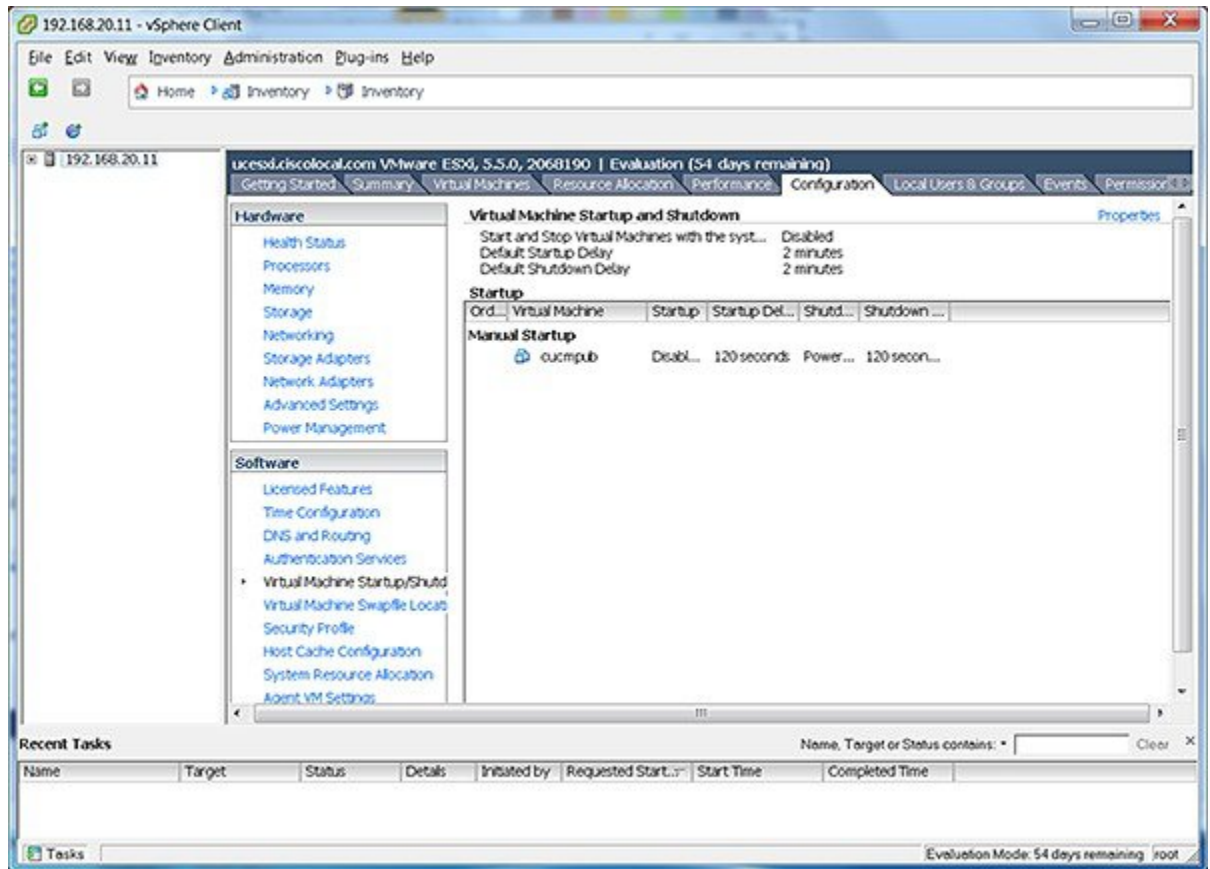 192.168.20.11 - vSphere Client
File Edit View Inventory Administration Plug-ins Help
Home Inventory Inventory
192.168.20.11
ucesxi.ciscolocal.com VMware ESXi, 5.5.0, 2068190 | Evaluation (54 days remaining)
Getting Started Summary Virtual Machines Resource Allocation Performance Configuration Local Users & Groups Events Permission
Hardware
Health Status
Processors
Memory
Storage
Networking
Storage Adapters
Network Adapters
Advanced Settings
Power Management
Software
Licensed Features
Time Configuration
DNS and Routing
Authentication Services
Virtual Machine Startup/Shutd
Virtual Machine Swapfile Locati
Security Profile
Host Cache Configuration
System Resource Allocation
Agent VM Settings
Virtual Machine Startup and Shutdown Properties
Start and Stop Virtual Machines with the syst... Disabled
Default Startup Delay 2 minutes
Default Shutdown Delay 2 minutes
Startup
Ord... Virtual Machine Startup Startup Del... Shutd... Shutdown ...
Manual Startup
cucmpub Disabl... 120 seconds Power... 120 secon...
Recent Tasks Name, Target or Status contains: Clear
Name Target Status Details Initiated by Requested Start... Start Time Completed Time
Tasks Evaluation Mode: 54 days remaining root